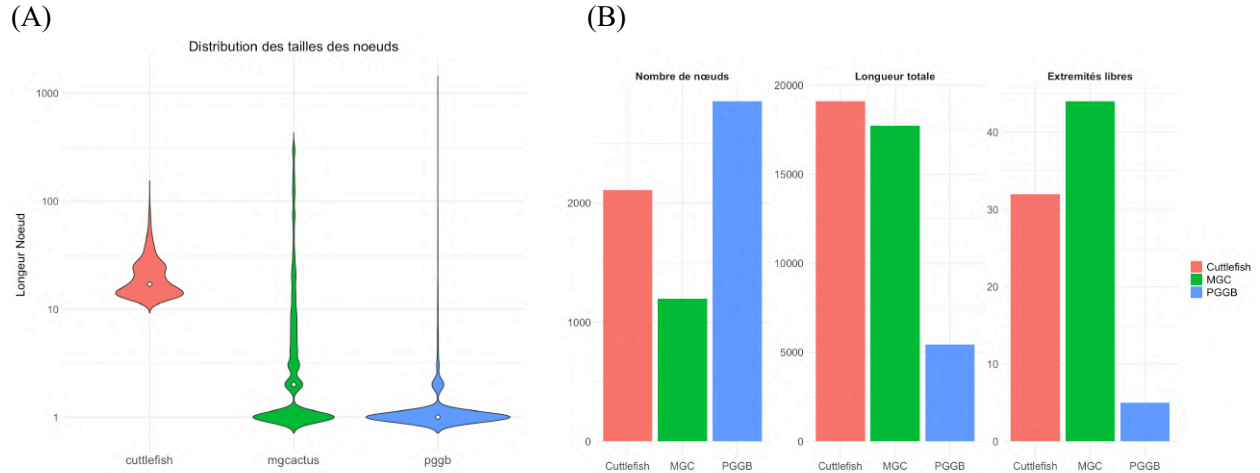 (A)
Distribution des tailles des noeuds
Longeur Noeud
1000
100
10
1
cuttlefish
mgcactus
pggb
(B)
Nombre de nœuds
2000
1000
0
Cuttlefish
MGC
PGGB
Longueur totale
20000
15000
10000
5000
0
Cuttlefish
MGC
PGGB
Extremités libres
40
30
20
10
0
Cuttlefish
MGC
PGGB
Cuttlefish
MGC
PGGB